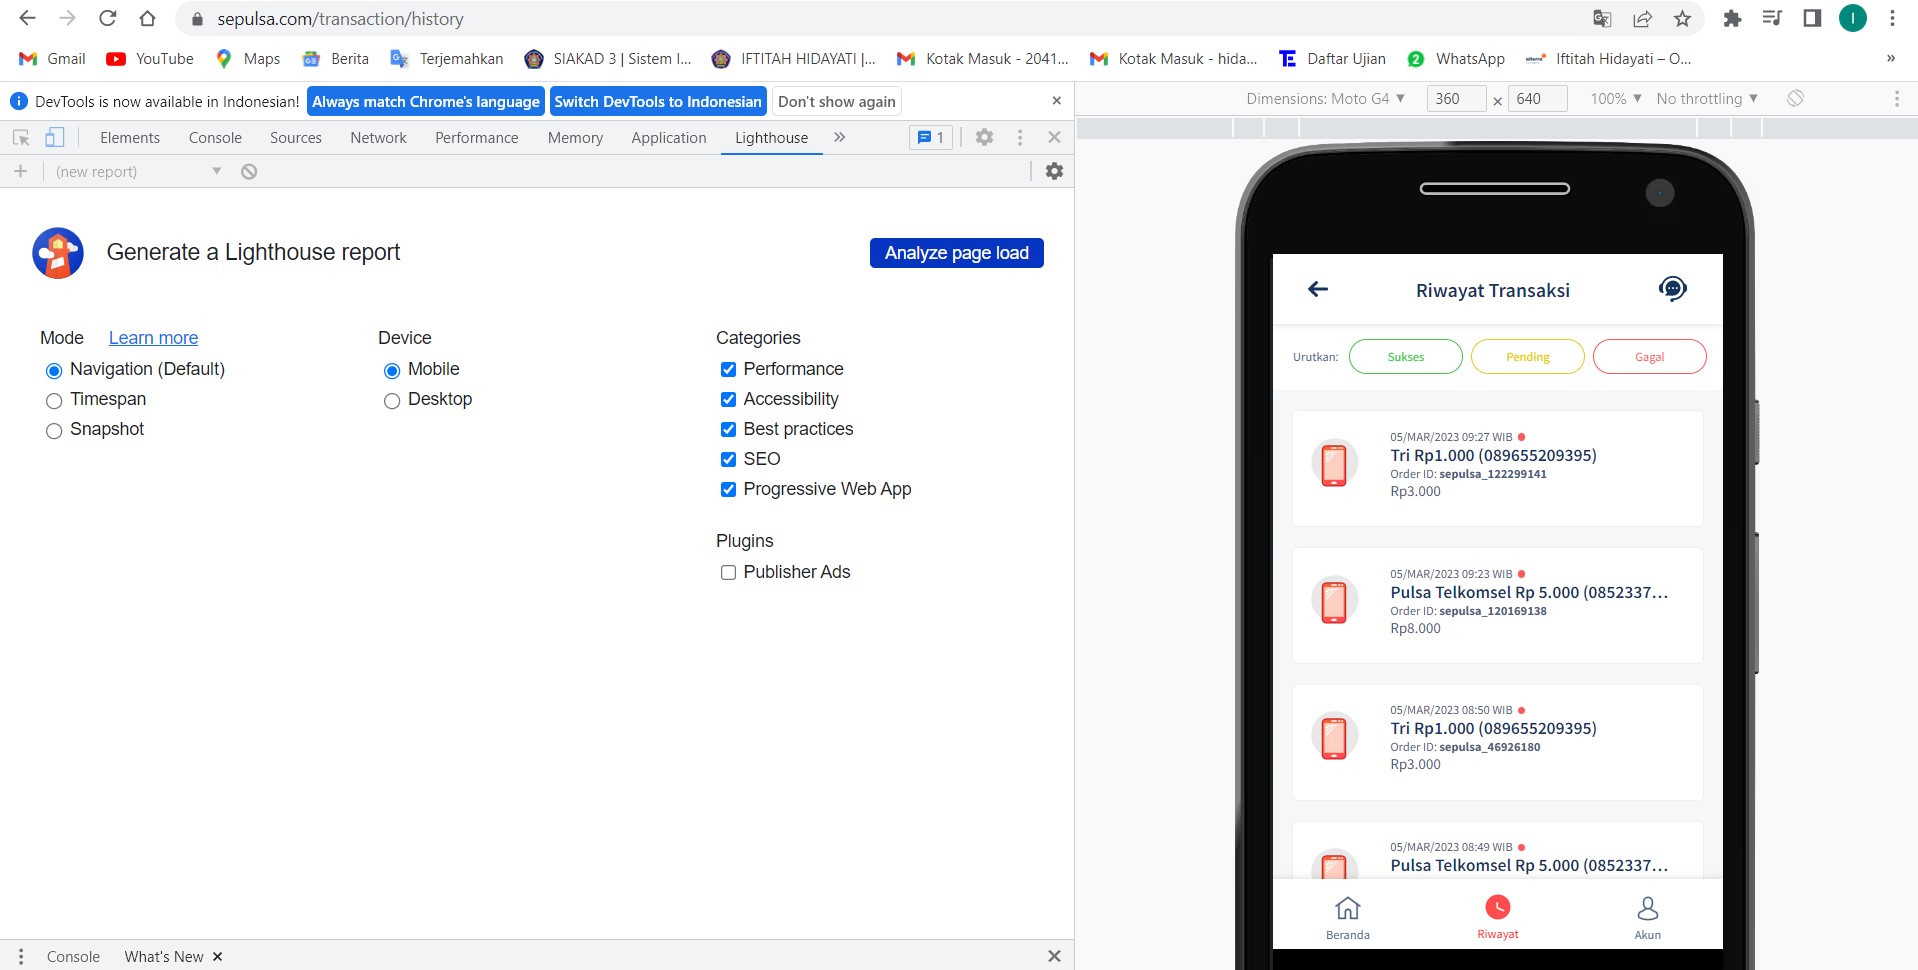 sepulsa.com/transaction/history
Gmail YouTube Maps Berita Terjemahkan SIAKAD 3 | Sistem I... IFTITAH HIDAYATI |... Kotak Masuk - 2041... Kotak Masuk - hida... Daftar Ujian WhatsApp Iftitah Hidayati – O... »
DevTools is now available in Indonesian! Always match Chrome's language Switch DevTools to Indonesian Don't show again
Elements Console Sources Network Performance Memory Application Lighthouse » 1
(new report)
Generate a Lighthouse report
Analyze page load
Mode Learn more
Navigation (Default)
Timespan
Snapshot
Device
Mobile
Desktop
Categories
Performance
Accessibility
Best practices
SEO
Progressive Web App
Plugins
Publisher Ads
Console What's New
Dimensions: Moto G4 360 × 640 100% No throttling
I
Riwayat Transaksi
Urutkan: Sukses Pending Gagal
05/MAR/2023 09:27 WIB
Tri Rp1.000 (089655209395)
Order ID: sepulsa_122299141
Rp3.000
05/MAR/2023 09:23 WIB
Pulsa Telkomsel Rp 5.000 (0852337...
Order ID: sepulsa_120169138
Rp8.000
05/MAR/2023 08:50 WIB
Tri Rp1.000 (089655209395)
Order ID: sepulsa_46926180
Rp3.000
05/MAR/2023 08:49 WIB
Pulsa Telkomsel Rp 5.000 (0852337...
Beranda Riwayat Akun